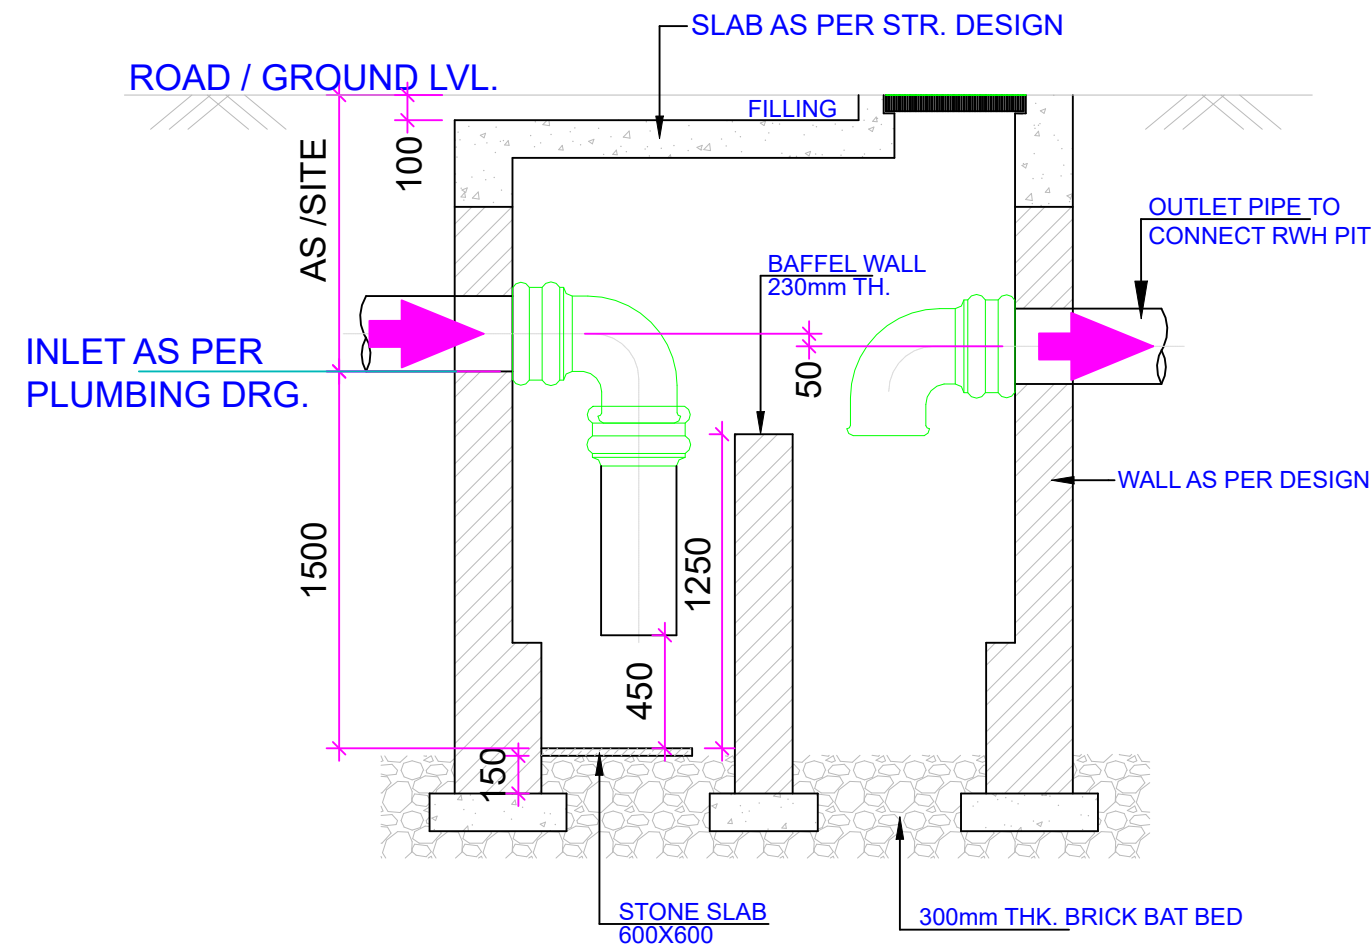 SLAB AS PER STR. DESIGN
ROAD / GROUND LVL.
FILLING
100
AS /SITE
OUTLET PIPE TO
CONNECT RWH PIT
BAFFEL WALL
230mm TH.
INLET AS PER
PLUMBING DRG.
50
WALL AS PER DESIGN
1500
1250
450
150
STONE SLAB
600X600
300mm THK. BRICK BAT BED